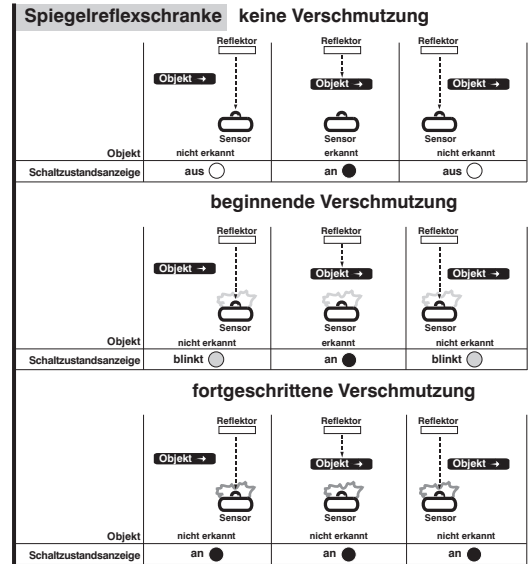 Spiegelreflexschranke keine Verschmutzung
Reflektor Reflektor Reflektor
Objekt → Objekt → Objekt →
Sensor Sensor Sensor
Objekt nicht erkannt erkannt nicht erkannt
Schaltzustandsanzeige aus an aus
beginnende Verschmutzung
Reflektor Reflektor Reflektor
Objekt → Objekt → Objekt →
Sensor Sensor Sensor
Objekt nicht erkannt erkannt nicht erkannt
Schaltzustandsanzeige blinkt an blinkt
fortgeschrittene Verschmutzung
Reflektor Reflektor Reflektor
Objekt → Objekt → Objekt →
Sensor Sensor Sensor
Objekt nicht erkannt nicht erkannt nicht erkannt
Schaltzustandsanzeige an an an